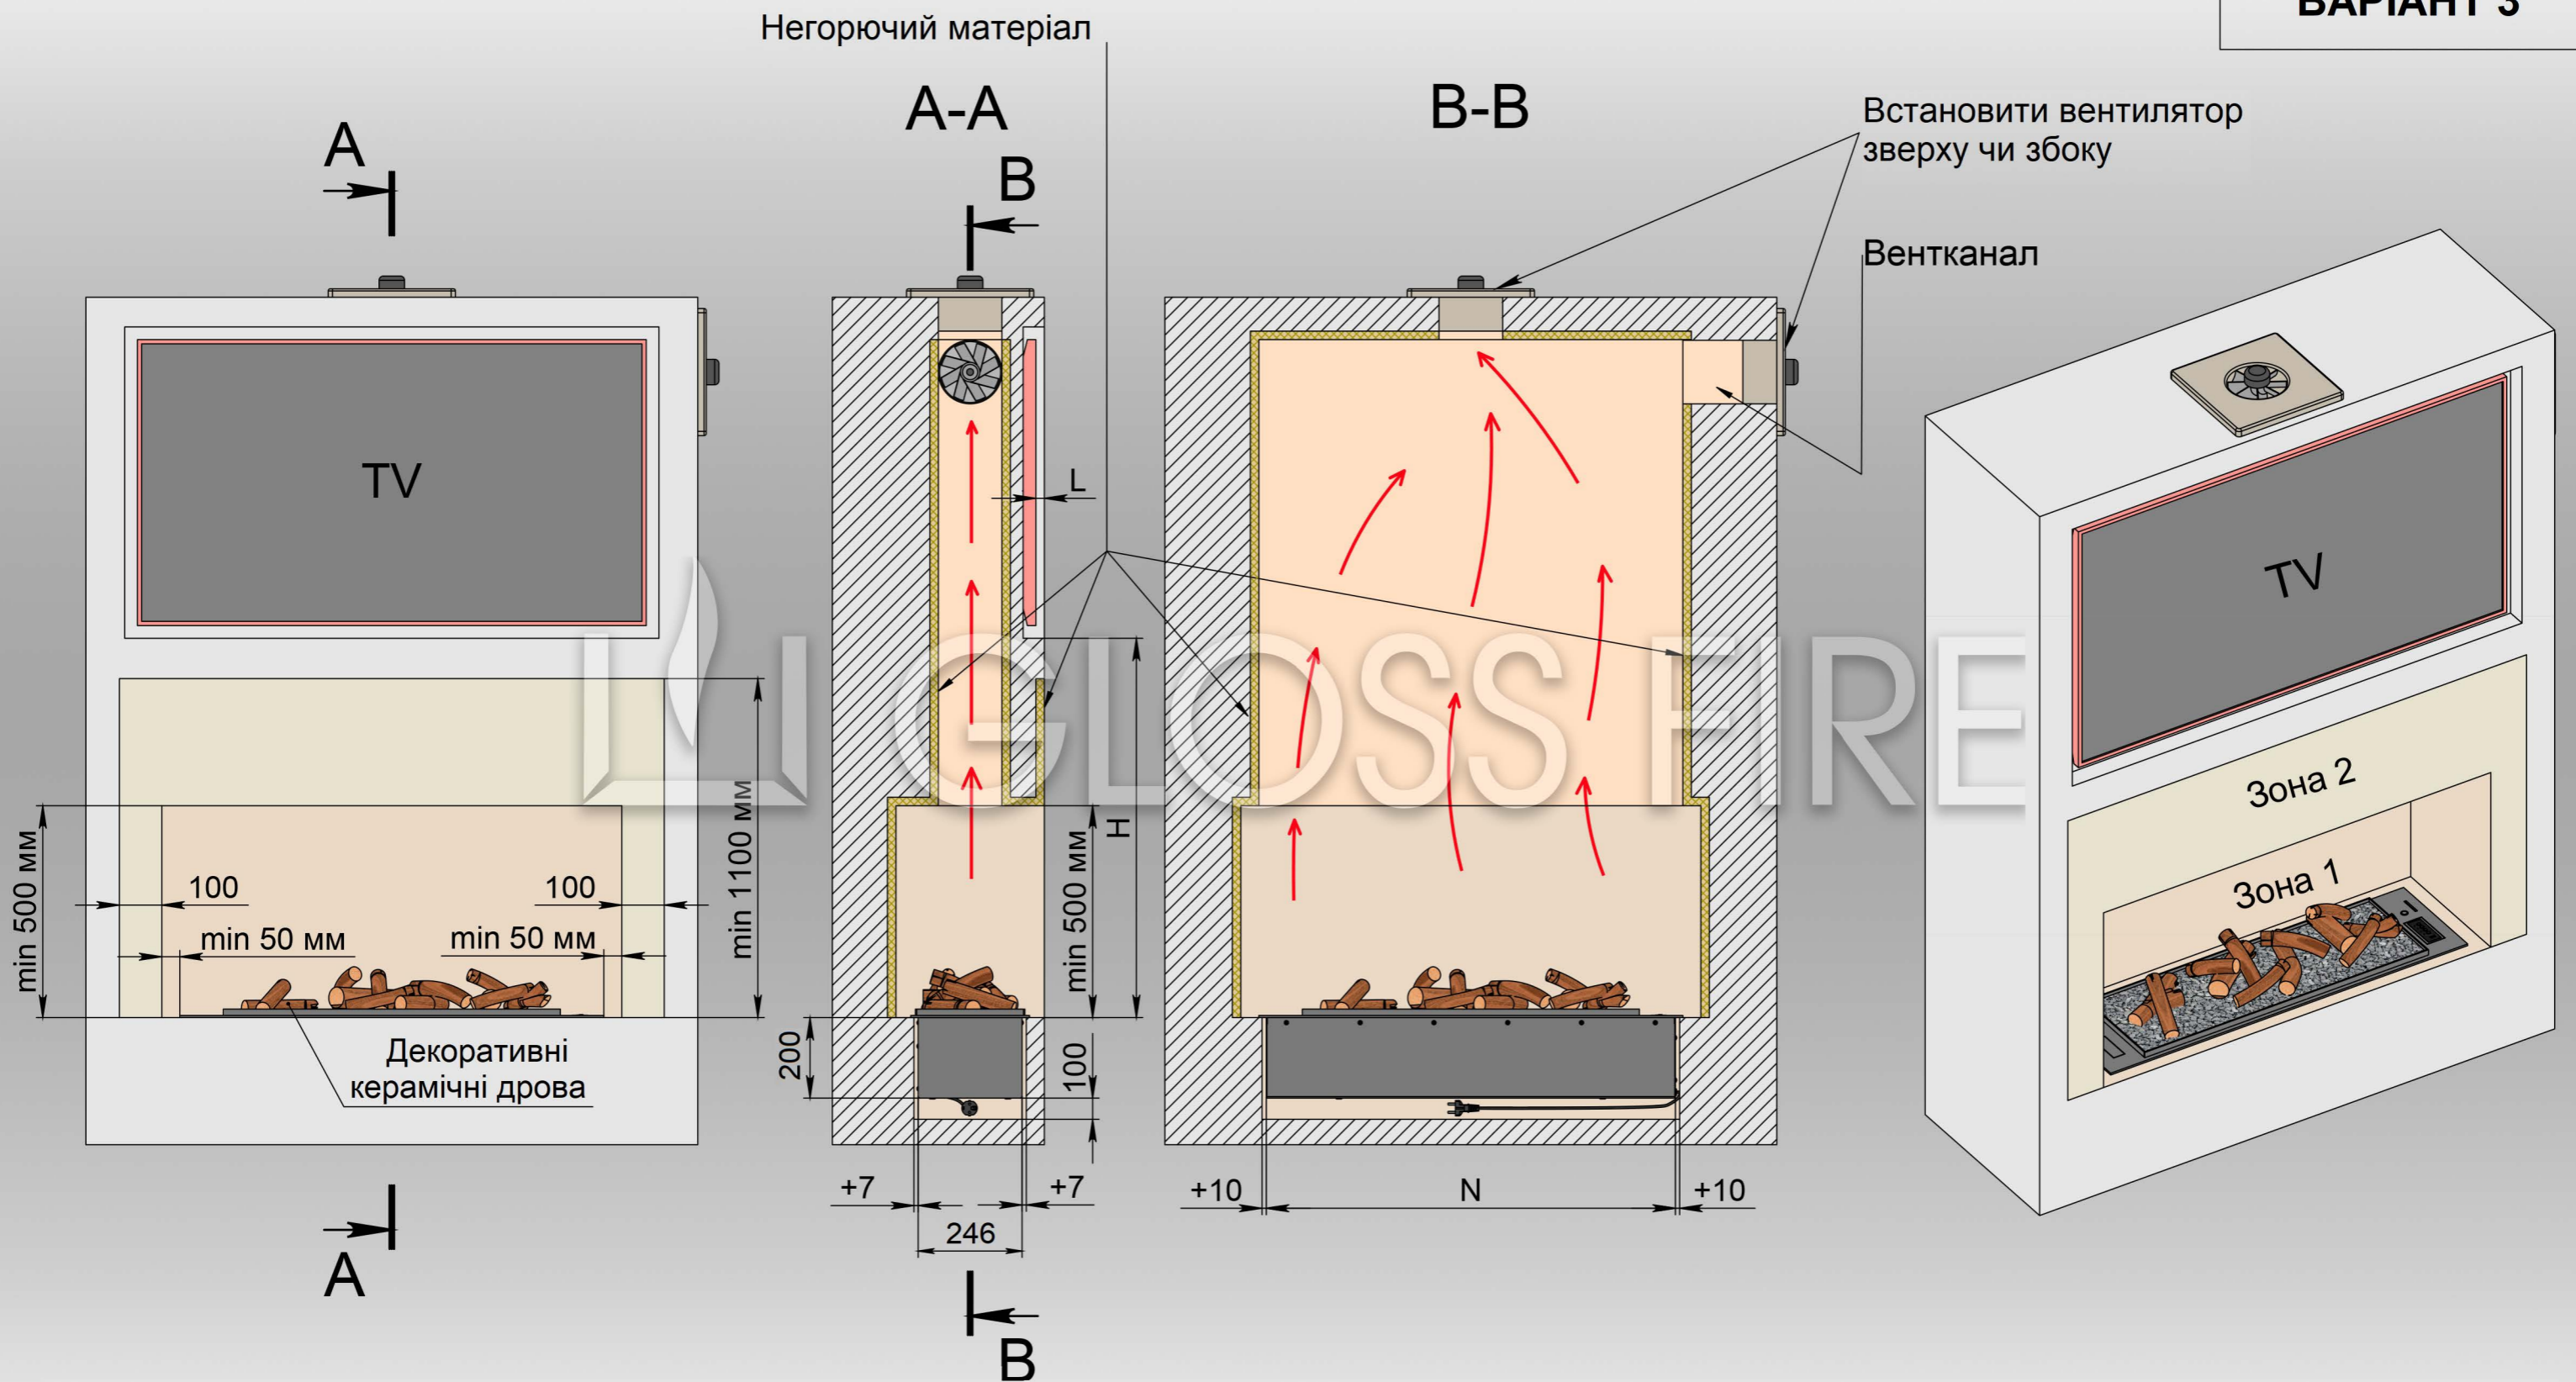 ВАРІАНТ 3
Негорючий матеріал
A-A
B-B
Встановити вентилятор
зверху чи збоку
Вентканал
A
B
TV
L
TV
GLOSS FIRE
H
min 500 мм
100
100
min 50 мм
min 50 мм
min 1100 мм
min 500 мм
Зона 2
Зона 1
Декоративні
керамічні дрова
200
100
+7
+7
246
+10
N
+10
A
B